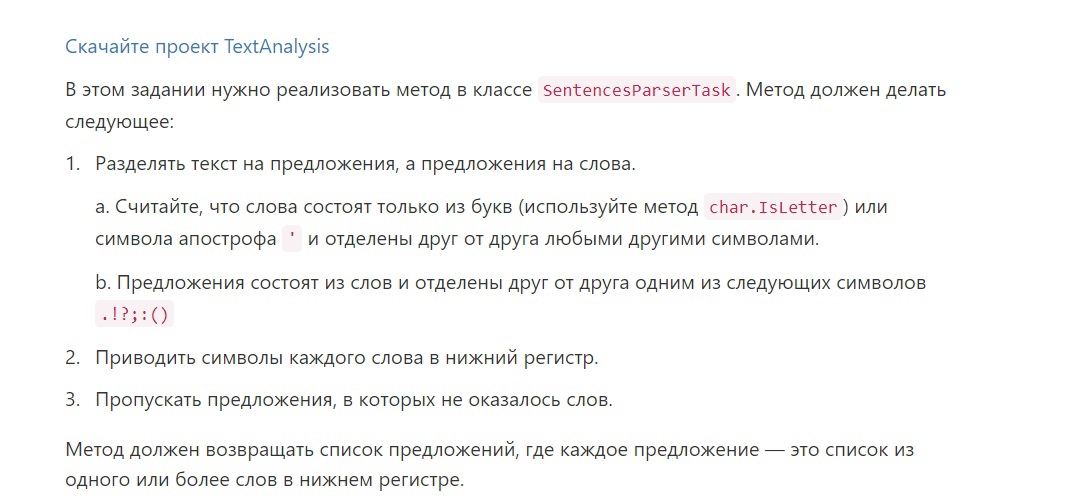 Скачайте проект TextAnalysis
В этом задании нужно реализовать метод в классе SentencesParserTask. Метод должен делать
следующее:
1. Разделять текст на предложения, а предложения на слова.
a. Считайте, что слова состоят только из букв (используйте метод char.IsLetter) или
символа апострофа ' и отделены друг от друга любыми другими символами.
b. Предложения состоят из слов и отделены друг от друга одним из следующих символов
.!?;:()
2. Приводить символы каждого слова в нижний регистр.
3. Пропускать предложения, в которых не оказалось слов.
Метод должен возвращать список предложений, где каждое предложение — это список из
одного или более слов в нижнем регистре.